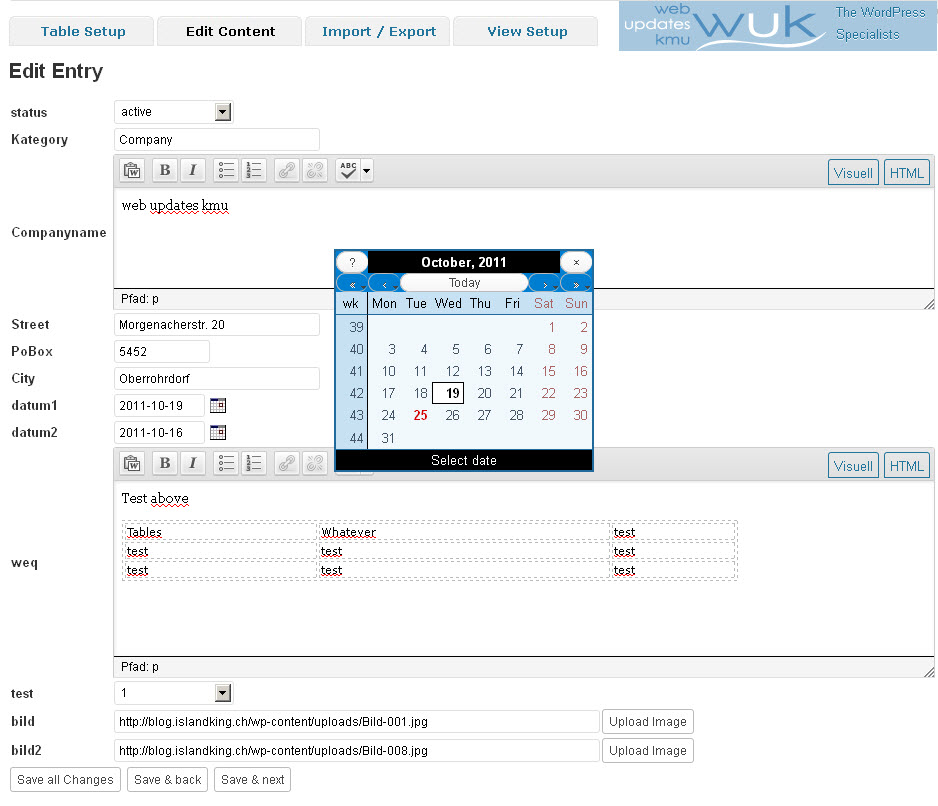 Table Setup Edit Content Import / Export View Setup
web updates kmu wuk The WordPress Specialists
Edit Entry
status active
Kategory Company
B I ABC Visuell HTML
Companyname web updates kmu
Pfad: p
? October, 2011 ×
« ‹ Today › »
wk Mon Tue Wed Thu Fri Sat Sun
39 1 2
40 3 4 5 6 7 8 9
41 10 11 12 13 14 15 16
42 17 18 19 20 21 22 23
43 24 25 26 27 28 29 30
44 31
Select date
Street Morgenacherstr. 20
PoBox 5452
City Oberrohrdorf
datum1 2011-10-19
datum2 2011-10-16
B I Visuell HTML
Test above
Tables Whatever test
test test test
test test test
weq
Pfad: p
test 1
bild http://blog.islandking.ch/wp-content/uploads/Bild-001.jpg Upload Image
bild2 http://blog.islandking.ch/wp-content/uploads/Bild-008.jpg Upload Image
Save all Changes Save & back Save & next